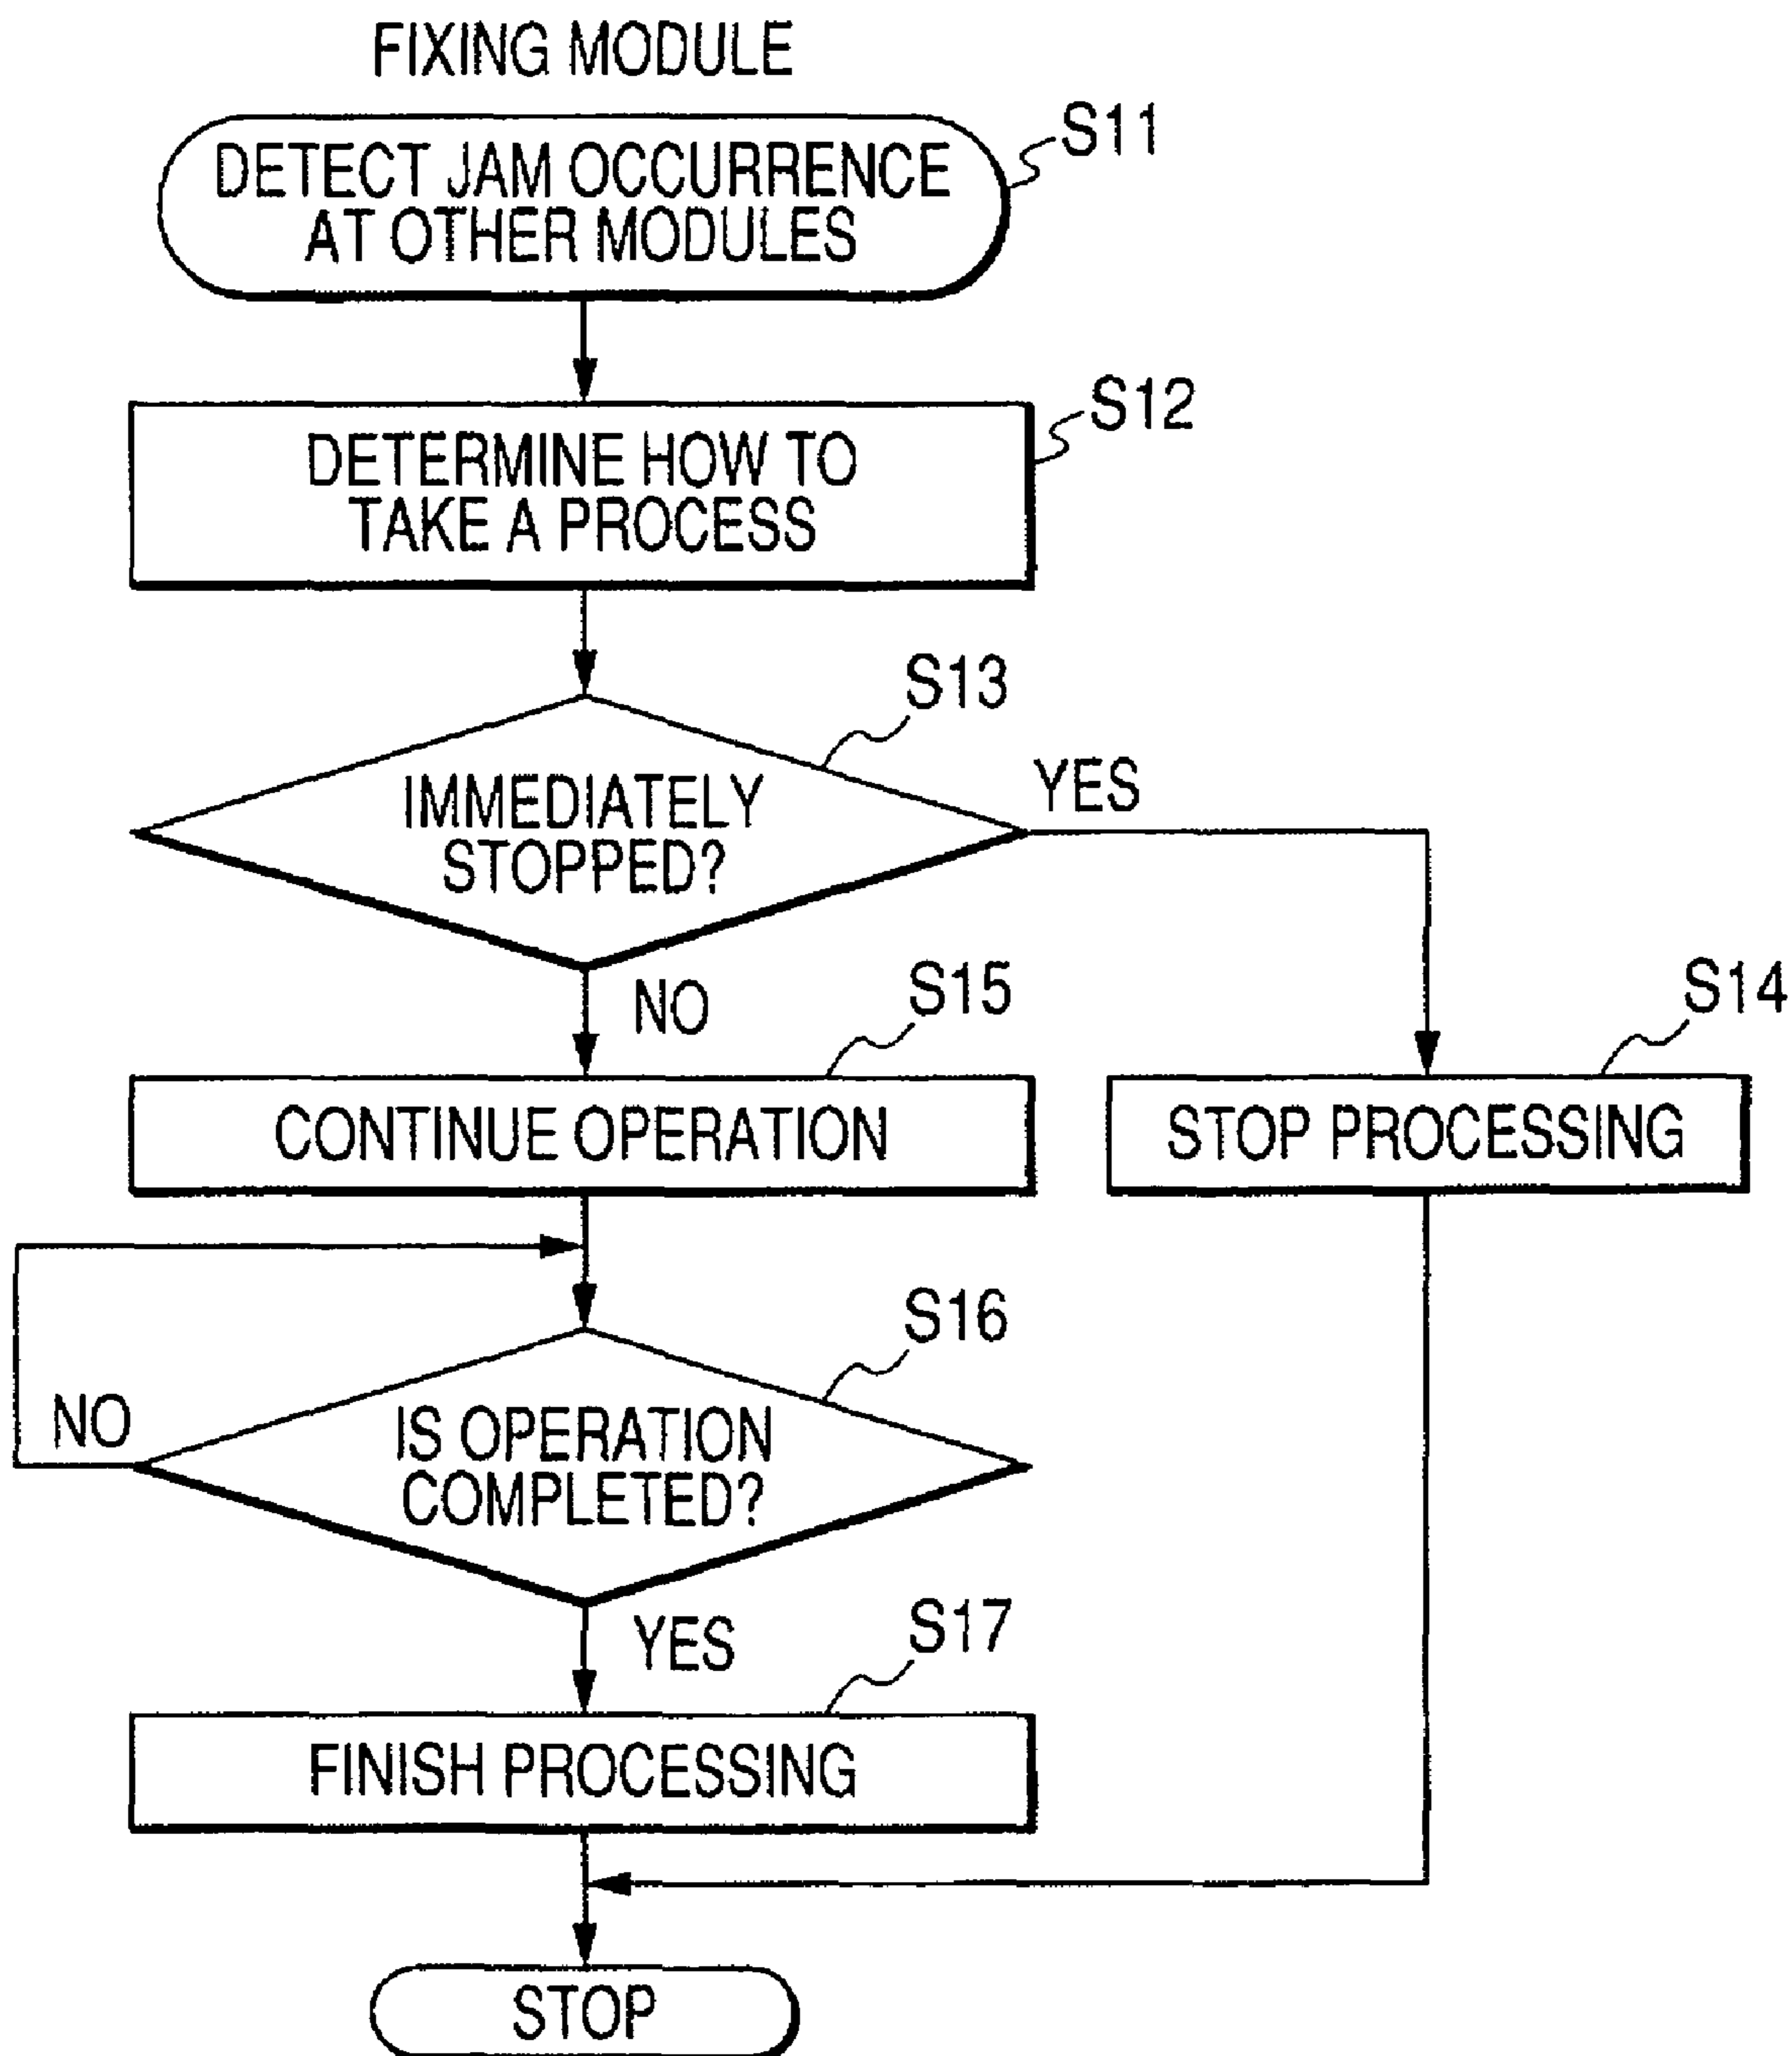 FIXING MODULE
DETECT JAM OCCURRENCE
AT OTHER MODULES
S11
DETERMINE HOW TO
TAKE A PROCESS
S12
IMMEDIATELY
STOPPED?
S13
YES
NO
CONTINUE OPERATION
S15
STOP PROCESSING
S14
IS OPERATION
COMPLETED?
S16
NO
YES
FINISH PROCESSING
S17
STOP